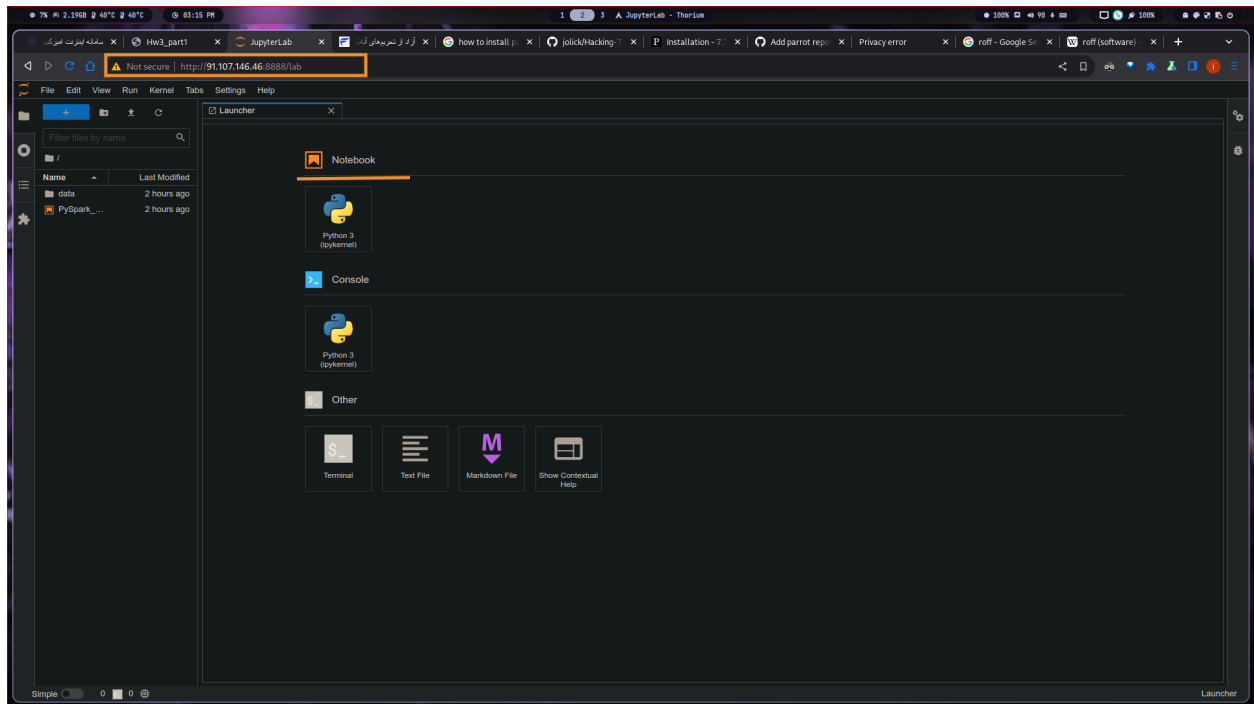 7% 2.19GB 40°C 40°C 03:15 PM
1 2 3 JupyterLab - Thorium
100% 98 100%
Hw3_part1
JupyterLab
how to install p
jolick/Hacking-T
Installation - 7.
Add parrot repo
Privacy error
roff - Google Se
roff (software) -
Not secure | http://91.107.146.46:8888/lab
File Edit View Run Kernel Tabs Settings Help
Launcher
Filter files by name
/
Name Last Modified
data 2 hours ago
PySpark_... 2 hours ago
Notebook
Python 3
(ipykernel)
Console
Python 3
(ipykernel)
Other
Terminal
Text File
Markdown File
Show Contextual
Help
Simple 0 0
Launcher